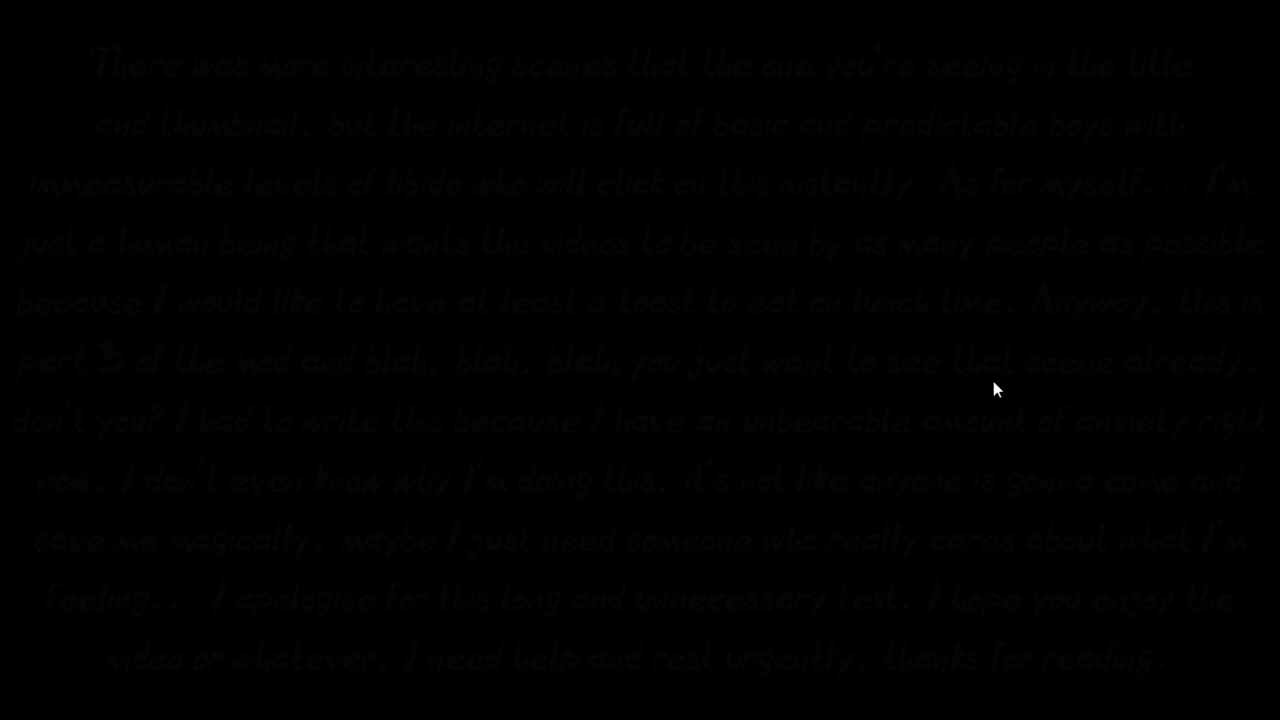 There was more interesting scenes that the one you're seeing in the title
and thumbnail, but the internet is full of basic and predictable boys with
immeasurable levels of libido who will click on this instantly. As for myself... I'm
just a human being that wants the videos to be seen by as many people as possible
because I would like to have at least a toast to eat on lunch time. Anyway, this is
part 3 of the mod and blah, blah, blah, you just want to see that scene already,
don't you? I had to write this because I have an unbearable amount of anxiety right
now, I don't even know why I'm doing this, it's not like anyone is gonna come and
save me magically, maybe I just need someone who really cares about what I'm
feeling... I apologise for this long and unnecessary text. I hope you enjoy the
video or whatever, I need help and rest urgently, thanks for reading.